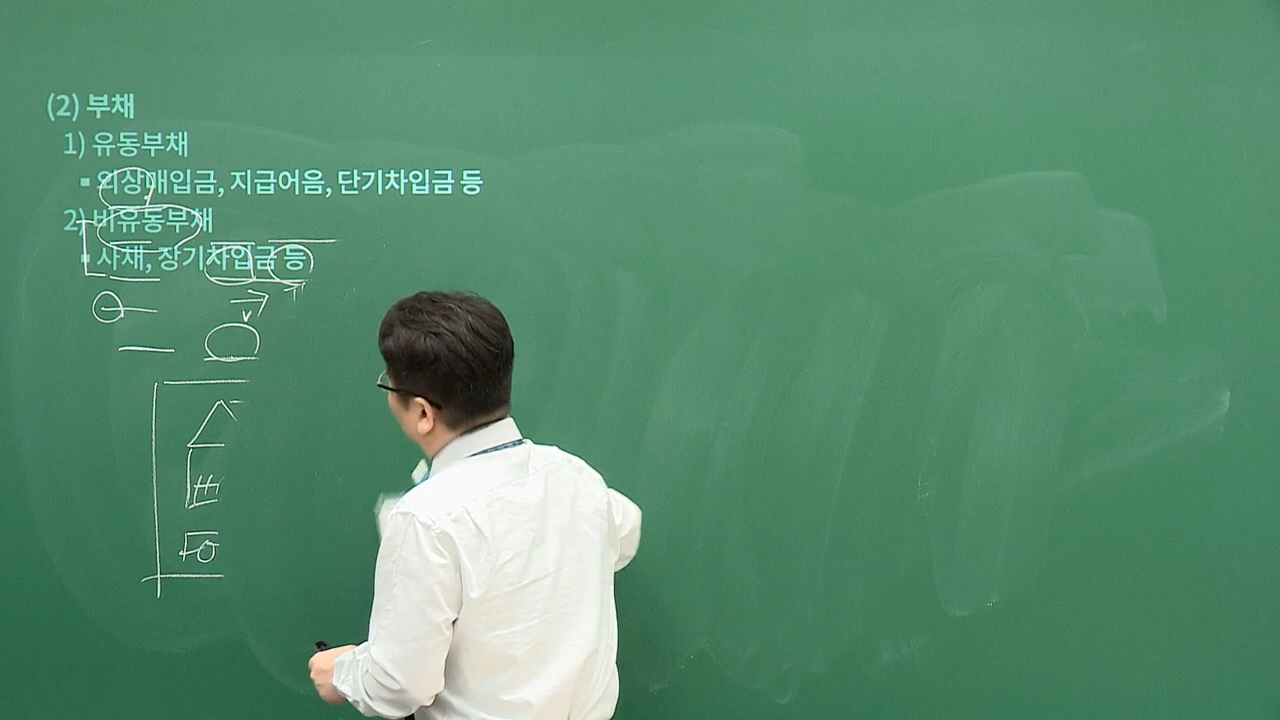 (2) 부채
1) 유동부채
▪ 외상매입금, 지급어음, 단기차입금 등
2) 비유동부채
▪ 사채, 장기차입금 등